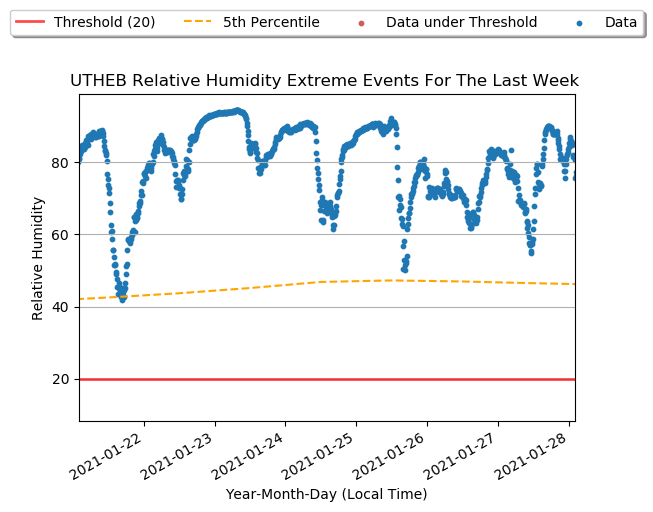 Threshold (20) 5th Percentile Data under Threshold Data
UTHEB Relative Humidity Extreme Events For The Last Week
Relative Humidity
80
60
40
20
2021-01-22 2021-01-23 2021-01-24 2021-01-25 2021-01-26 2021-01-27 2021-01-28
Year-Month-Day (Local Time)